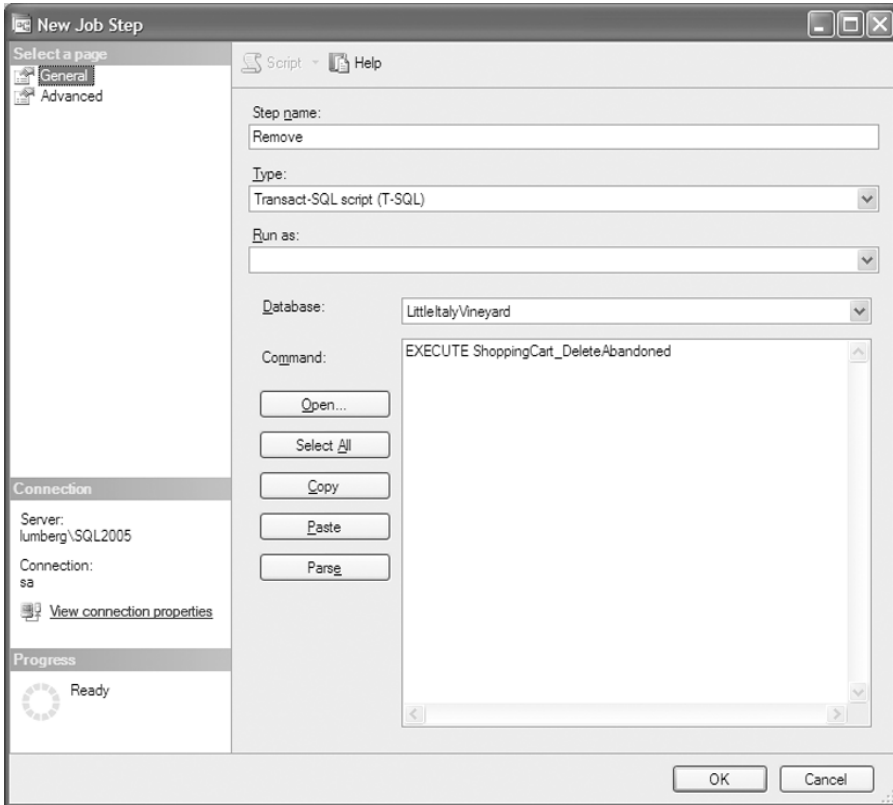 New Job Step
Select a page
General
Advanced
Script
Help
Step name:
Remove
Type:
Transact-SQL script (T-SQL)
Run as:
Database:
LittleItalyVineyard
Command:
EXECUTE ShoppingCart_DeleteAbandoned
Open...
Select All
Copy
Paste
Parse
Connection
Server:
lumberg\SQL2005
Connection:
sa
View connection properties
Progress
Ready
OK
Cancel